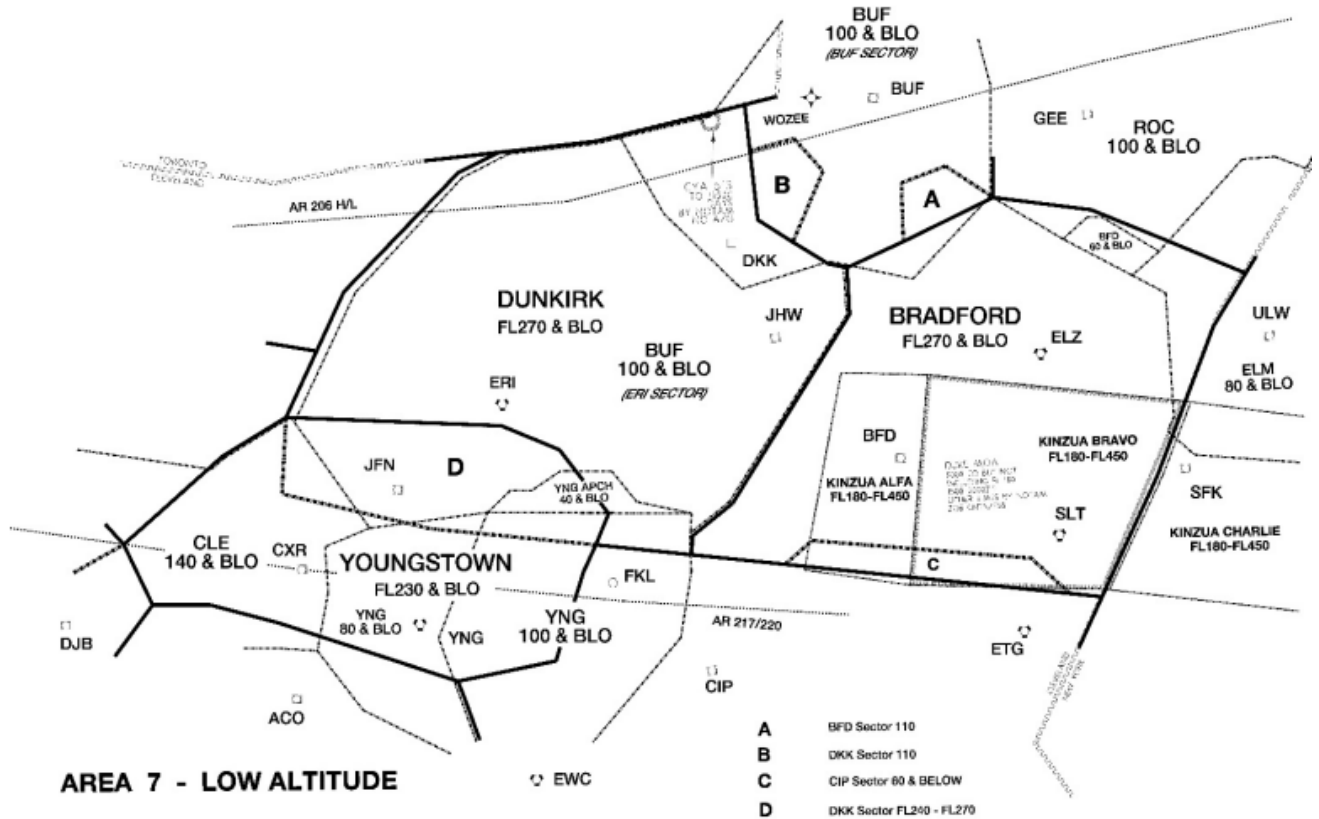 BUF
100 & BLO
(BUF SECTOR)
BUF
WOZEE
GEE
ROC
100 & BLO
TORONTO
CLEVELAND
AR 206 H/L
B
A
BFD
60 & BLO
DKK
DUNKIRK
FL270 & BLO
JHW
BRADFORD
FL270 & BLO
ELZ
ULW
ELM
80 & BLO
BUF
100 & BLO
(ERI SECTOR)
ERI
BFD
KINZUA BRAVO
FL180-FL450
JFN
D
YNG APCH
40 & BLO
KINZUA ALFA
FL180-FL450
SFK
SLT
KINZUA CHARLIE
FL180-FL450
CLE
140 & BLO
CXR
YOUNGSTOWN
FL230 & BLO
FKL
C
YNG
80 & BLO
YNG
YNG
100 & BLO
AR 217/220
DJB
ETG
CLEVELAND
NEW YORK
CIP
ACO
A BFD Sector 110
B DKK Sector 110
C CIP Sector 60 & BELOW
D DKK Sector FL240 - FL270
AREA 7 - LOW ALTITUDE
EWC